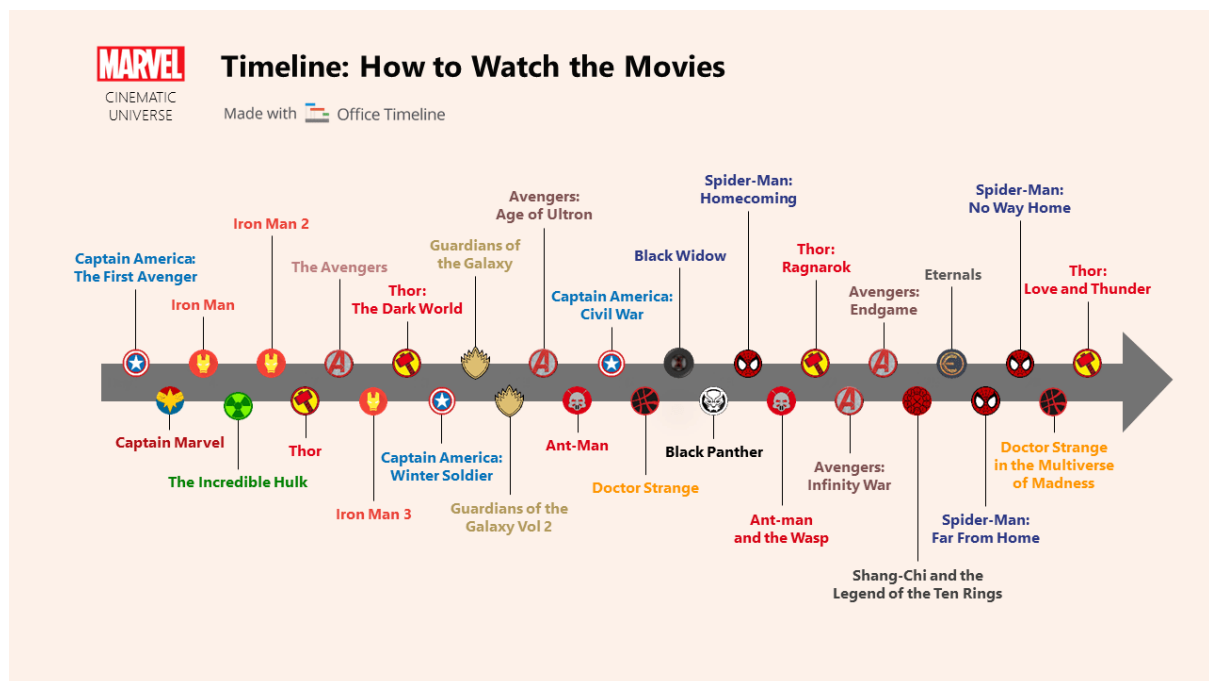 MARVEL
CINEMATIC
UNIVERSE
Timeline: How to Watch the Movies
Made with Office Timeline
Captain America:
The First Avenger
Captain Marvel
Iron Man
The Incredible Hulk
Iron Man 2
Thor
The Avengers
Iron Man 3
Thor:
The Dark World
Captain America:
Winter Soldier
Guardians of
the Galaxy
Guardians of the
Galaxy Vol 2
Avengers:
Age of Ultron
Ant-Man
Captain America:
Civil War
Doctor Strange
Black Widow
Black Panther
Spider-Man:
Homecoming
Ant-man
and the Wasp
Thor:
Ragnarok
Avengers:
Infinity War
Avengers:
Endgame
Shang-Chi and the
Legend of the Ten Rings
Eternals
Spider-Man:
Far From Home
Spider-Man:
No Way Home
Doctor Strange
in the Multiverse
of Madness
Thor:
Love and Thunder